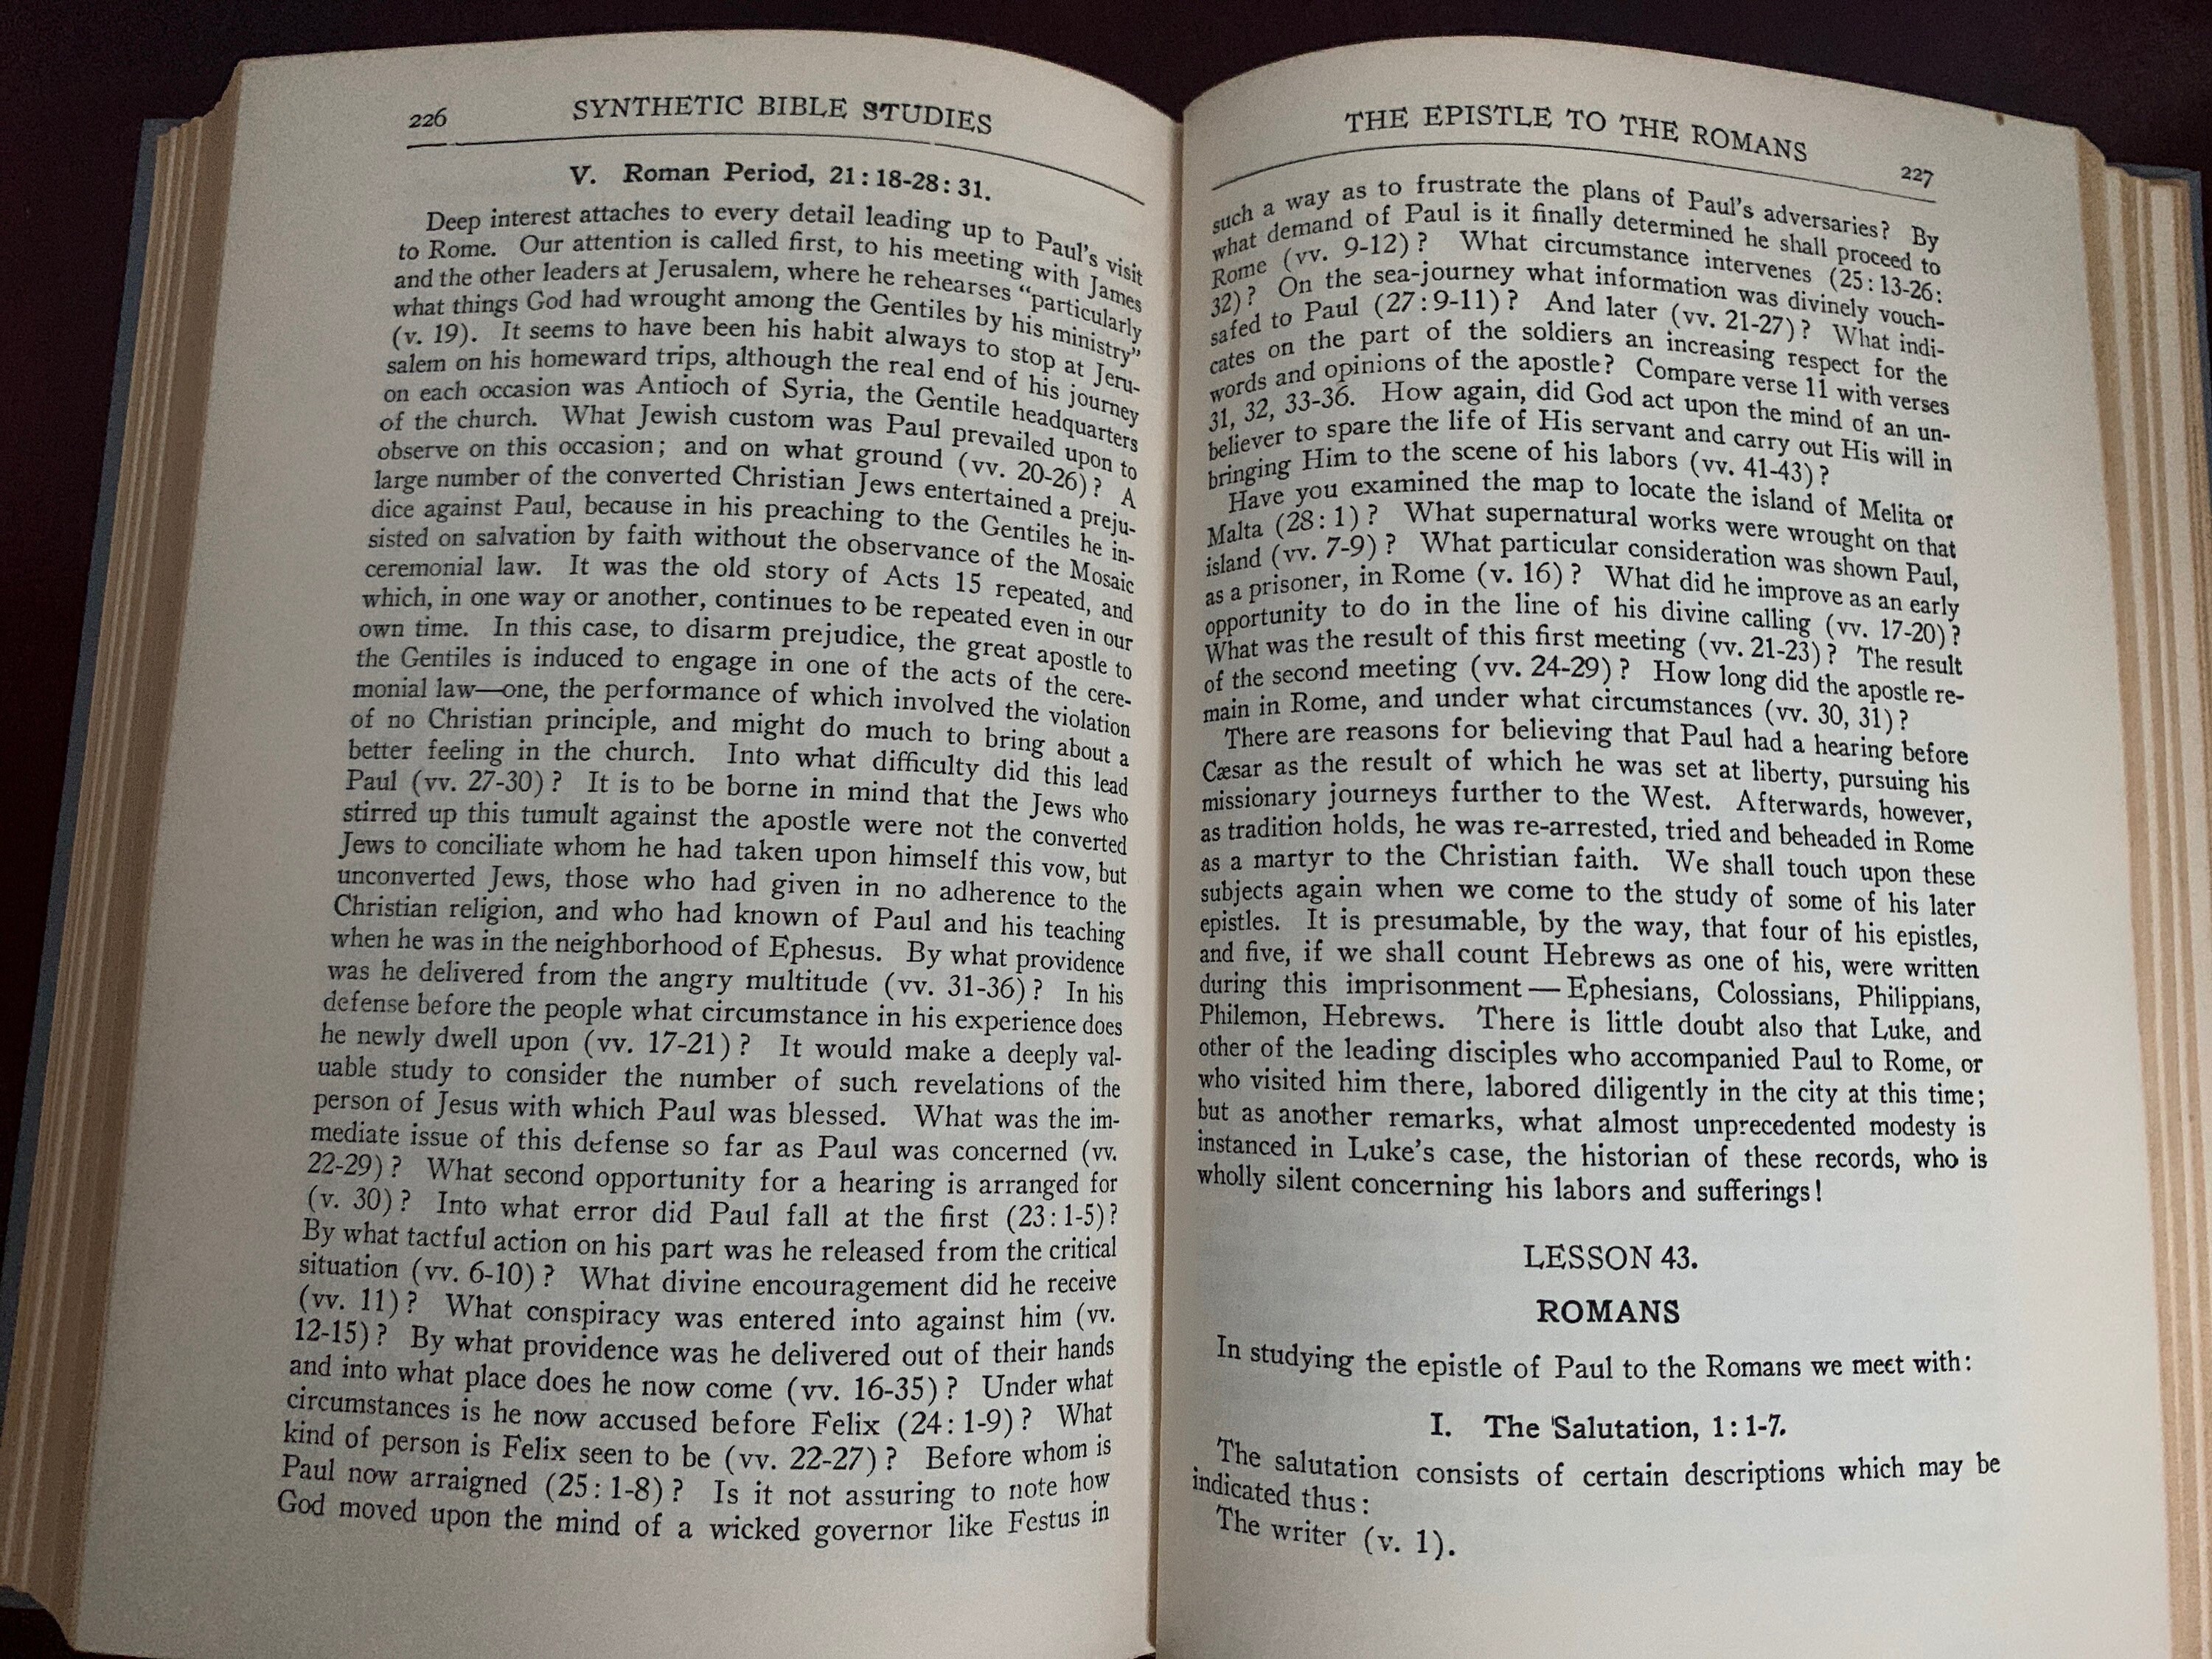 226 SYNTHETIC BIBLE STUDIES
V. Roman Period, 21:18-28:31.
Deep interest attaches to every detail leading up to Paul's visit
to Rome. Our attention is called first, to his meeting with James
and the other leaders at Jerusalem, where he rehearses "particularly
what things God had wrought among the Gentiles by his ministry"
(v. 19). It seems to have been his habit always to stop at Jeru-
salem on his homeward trips, although the real end of his journey
on each occasion was Antioch of Syria, the Gentile headquarters
of the church. What Jewish custom was Paul prevailed upon to
observe on this occasion; and on what ground (vv. 20-26)? A
large number of the converted Christian Jews entertained a preju-
dice against Paul, because in his preaching to the Gentiles he in-
sisted on salvation by faith without the observance of the Mosaic
ceremonial law. It was the old story of Acts 15 repeated, and
which, in one way or another, continues to be repeated even in our
own time. In this case, to disarm prejudice, the great apostle to
the Gentiles is induced to engage in one of the acts of the cere-
monial law—one, the performance of which involved the violation
of no Christian principle, and might do much to bring about a
better feeling in the church. Into what difficulty did this lead
Paul (vv. 27-30)? It is to be borne in mind that the Jews who
stirred up this tumult against the apostle were not the converted
Jews to conciliate whom he had taken upon himself this vow, but
unconverted Jews, those who had given in no adherence to the
Christian religion, and who had known of Paul and his teaching
when he was in the neighborhood of Ephesus. By what providence
was he delivered from the angry multitude (vv. 31-36)? In his
defense before the people what circumstance in his experience does
he newly dwell upon (vv. 17-21)? It would make a deeply val-
uable study to consider the number of such revelations of the
person of Jesus with which Paul was blessed. What was the im-
mediate issue of this defense so far as Paul was concerned (vv.
22-29)? What second opportunity for a hearing is arranged for
(v. 30)? Into what error did Paul fall at the first (23:1-5)?
By what tactful action on his part was he released from the critical
situation (vv. 6-10)? What divine encouragement did he receive
(vv. 11)? What conspiracy was entered into against him (vv.
12-15)? By what providence was he delivered out of their hands
and into what place does he now come (vv. 16-35)? Under what
circumstances is he now accused before Felix (24:1-9)? What
kind of person is Felix seen to be (vv. 22-27)? Before whom is
Paul now arraigned (25:1-8)? Is it not assuring to note how
God moved upon the mind of a wicked governor like Festus in
THE EPISTLE TO THE ROMANS 227
such a way as to frustrate the plans of Paul's adversaries? By
what demand of Paul is it finally determined he shall proceed to
Rome (vv. 9-12)? What circumstance intervenes (25:13-26:
32)? On the sea-journey what information was divinely vouch-
safed to Paul (27:9-11)? And later (vv. 21-27)? What indi-
cates on the part of the soldiers an increasing respect for the
words and opinions of the apostle? Compare verse 11 with verses
31, 32, 33-36. How again, did God act upon the mind of an un-
believer to spare the life of His servant and carry out His will in
bringing Him to the scene of his labors (vv. 41-43)?
Have you examined the map to locate the island of Melita or
Malta (28:1)? What supernatural works were wrought on that
island (vv. 7-9)? What particular consideration was shown Paul,
as a prisoner, in Rome (v. 16)? What did he improve as an early
opportunity to do in the line of his divine calling (vv. 17-20)?
What was the result of this first meeting (vv. 21-23)? The result
of the second meeting (vv. 24-29)? How long did the apostle re-
main in Rome, and under what circumstances (vv. 30, 31)?
There are reasons for believing that Paul had a hearing before
Cæsar as the result of which he was set at liberty, pursuing his
missionary journeys further to the West. Afterwards, however,
as tradition holds, he was re-arrested, tried and beheaded in Rome
as a martyr to the Christian faith. We shall touch upon these
subjects again when we come to the study of some of his later
epistles. It is presumable, by the way, that four of his epistles,
and five, if we shall count Hebrews as one of his, were written
during this imprisonment — Ephesians, Colossians, Philippians,
Philemon, Hebrews. There is little doubt also that Luke, and
other of the leading disciples who accompanied Paul to Rome, or
who visited him there, labored diligently in the city at this time;
but as another remarks, what almost unprecedented modesty is
instanced in Luke's case, the historian of these records, who is
wholly silent concerning his labors and sufferings!
LESSON 43.
ROMANS
In studying the epistle of Paul to the Romans we meet with:
I. The Salutation, 1:1-7.
The salutation consists of certain descriptions which may be
indicated thus:
The writer (v. 1).